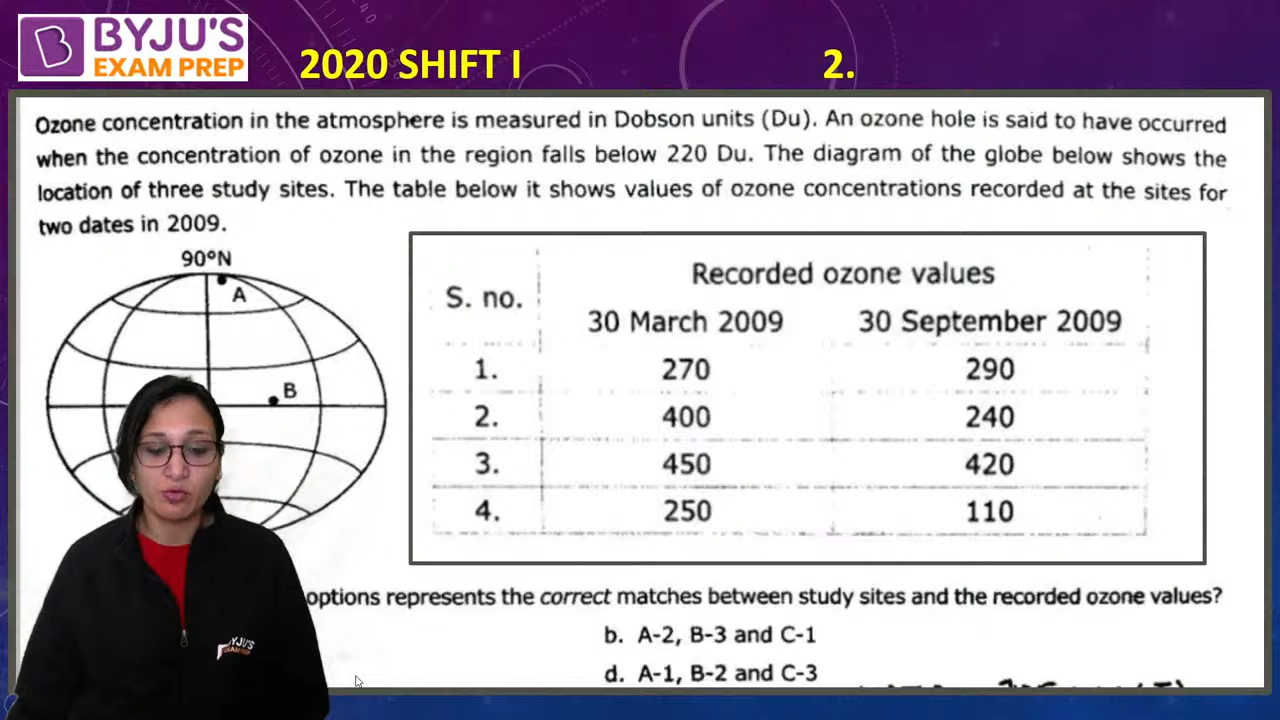 BYJU'S
EXAM PREP
2020 SHIFT I
2.
Ozone concentration in the atmosphere is measured in Dobson units (Du). An ozone hole is said to have occurred
when the concentration of ozone in the region falls below 220 Du. The diagram of the globe below shows the
location of three study sites. The table below it shows values of ozone concentrations recorded at the sites for
two dates in 2009.
90°N
A
B
S. no.
Recorded ozone values
30 March 2009
30 September 2009
1. 270 290
2. 400 240
3. 450 420
4. 250 110
options represents the correct matches between study sites and the recorded ozone values?
b. A-2, B-3 and C-1
d. A-1, B-2 and C-3
BYJU'S
EXAM PREP